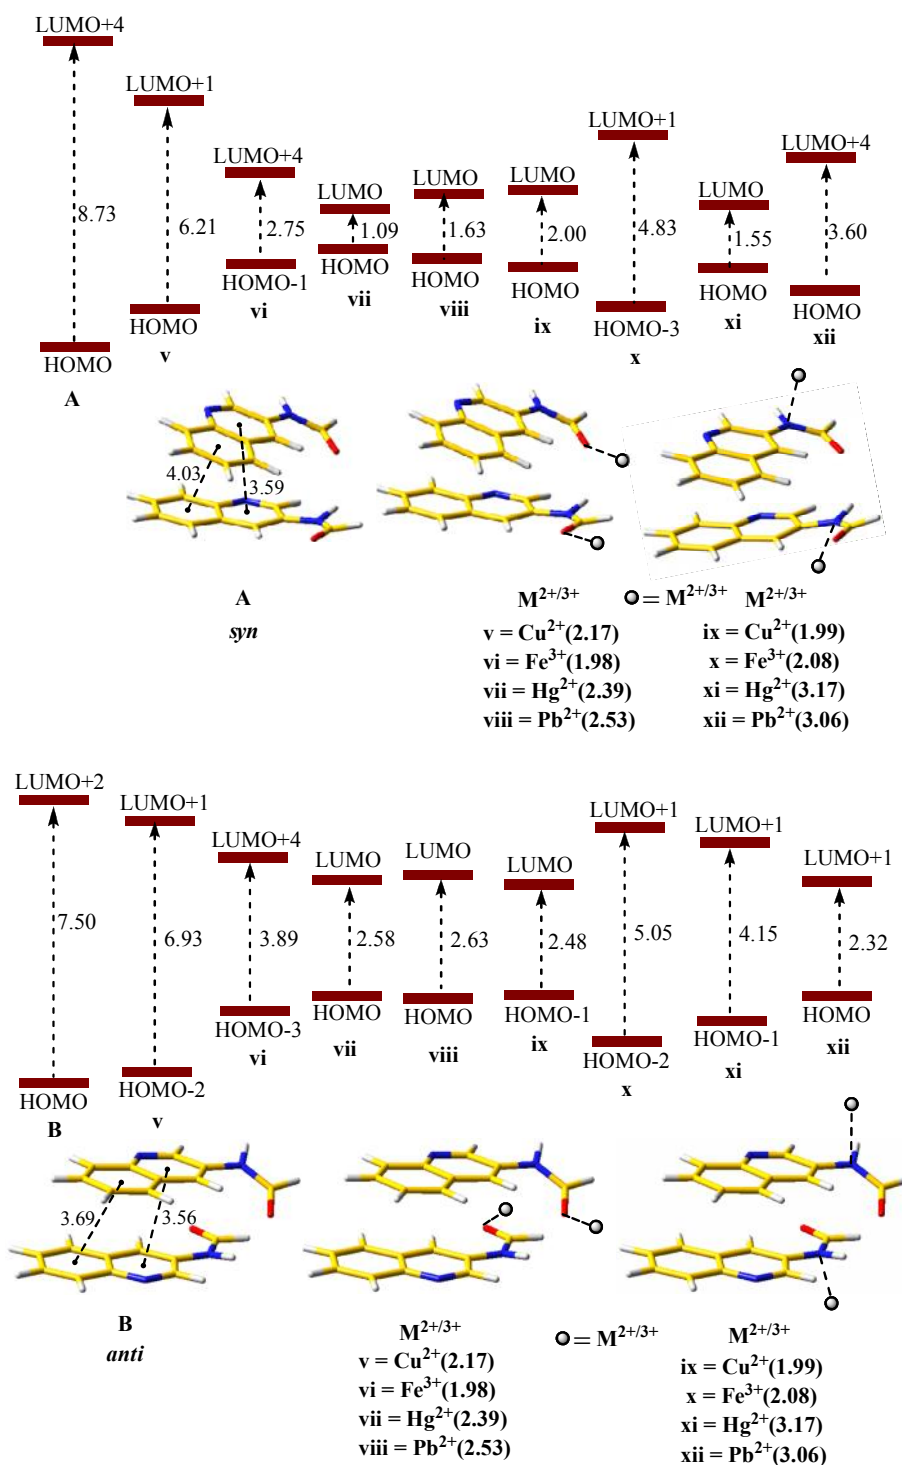 LUMO+4
LUMO+1
LUMO+4
LUMO
LUMO
LUMO
LUMO+1
LUMO
LUMO+4
8.73
6.21
2.75
1.09
1.63
2.00
4.83
1.55
3.60
HOMO
HOMO
HOMO-1
HOMO
HOMO
HOMO
HOMO-3
HOMO
HOMO
A
v
vi
vii
viii
ix
x
xi
xii
4.03
3.59
A
syn
M2+/3+
v = Cu2+(2.17)
vi = Fe3+(1.98)
vii = Hg2+(2.39)
viii = Pb2+(2.53)
= M2+/3+
M2+/3+
ix = Cu2+(1.99)
x = Fe3+(2.08)
xi = Hg2+(3.17)
xii = Pb2+(3.06)
LUMO+2
LUMO+1
LUMO+4
LUMO
LUMO
LUMO
LUMO+1
LUMO+1
LUMO+1
7.50
6.93
3.89
2.58
2.63
2.48
5.05
4.15
2.32
HOMO
HOMO-2
HOMO-3
HOMO
HOMO
HOMO-1
HOMO-2
HOMO-1
HOMO
B
v
vi
vii
viii
ix
x
xi
xii
3.69
3.56
B
anti
M2+/3+
v = Cu2+(2.17)
vi = Fe3+(1.98)
vii = Hg2+(2.39)
viii = Pb2+(2.53)
= M2+/3+
M2+/3+
ix = Cu2+(1.99)
x = Fe3+(2.08)
xi = Hg2+(3.17)
xii = Pb2+(3.06)